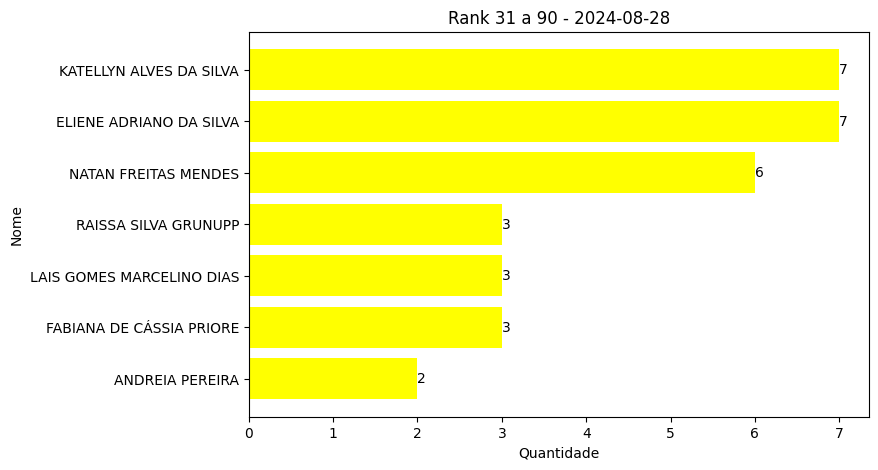 Rank 31 a 90 - 2024-08-28
KATELLYN ALVES DA SILVA 7
ELIENE ADRIANO DA SILVA 7
NATAN FREITAS MENDES 6
RAISSA SILVA GRUNUPP 3
LAIS GOMES MARCELINO DIAS 3
FABIANA DE CÁSSIA PRIORE 3
ANDREIA PEREIRA 2
Nome
0 1 2 3 4 5 6 7
Quantidade